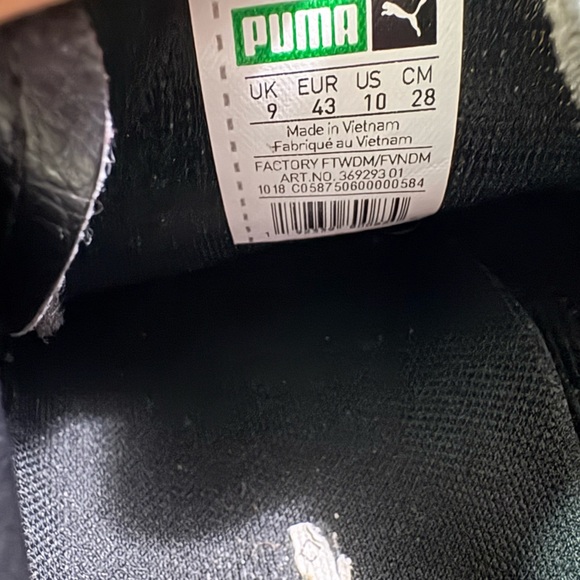 PUMA
UK EUR US CM
9 43 10 28
Made in Vietnam
Fabriqué au Vietnam
FACTORY FTWDM/FVNDM
ART.NO. 369293 01
1018 C058750600000584